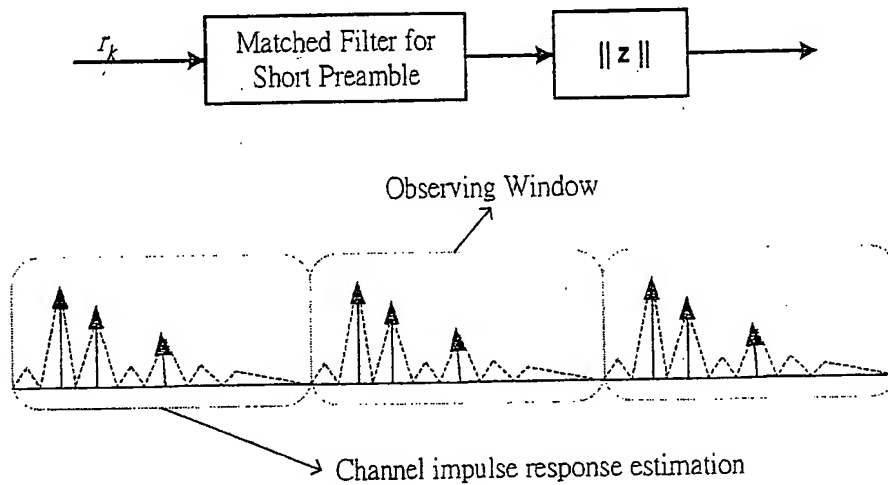 r_k
Matched Filter for
Short Preamble
|| z ||
Observing Window
Channel impulse response estimation